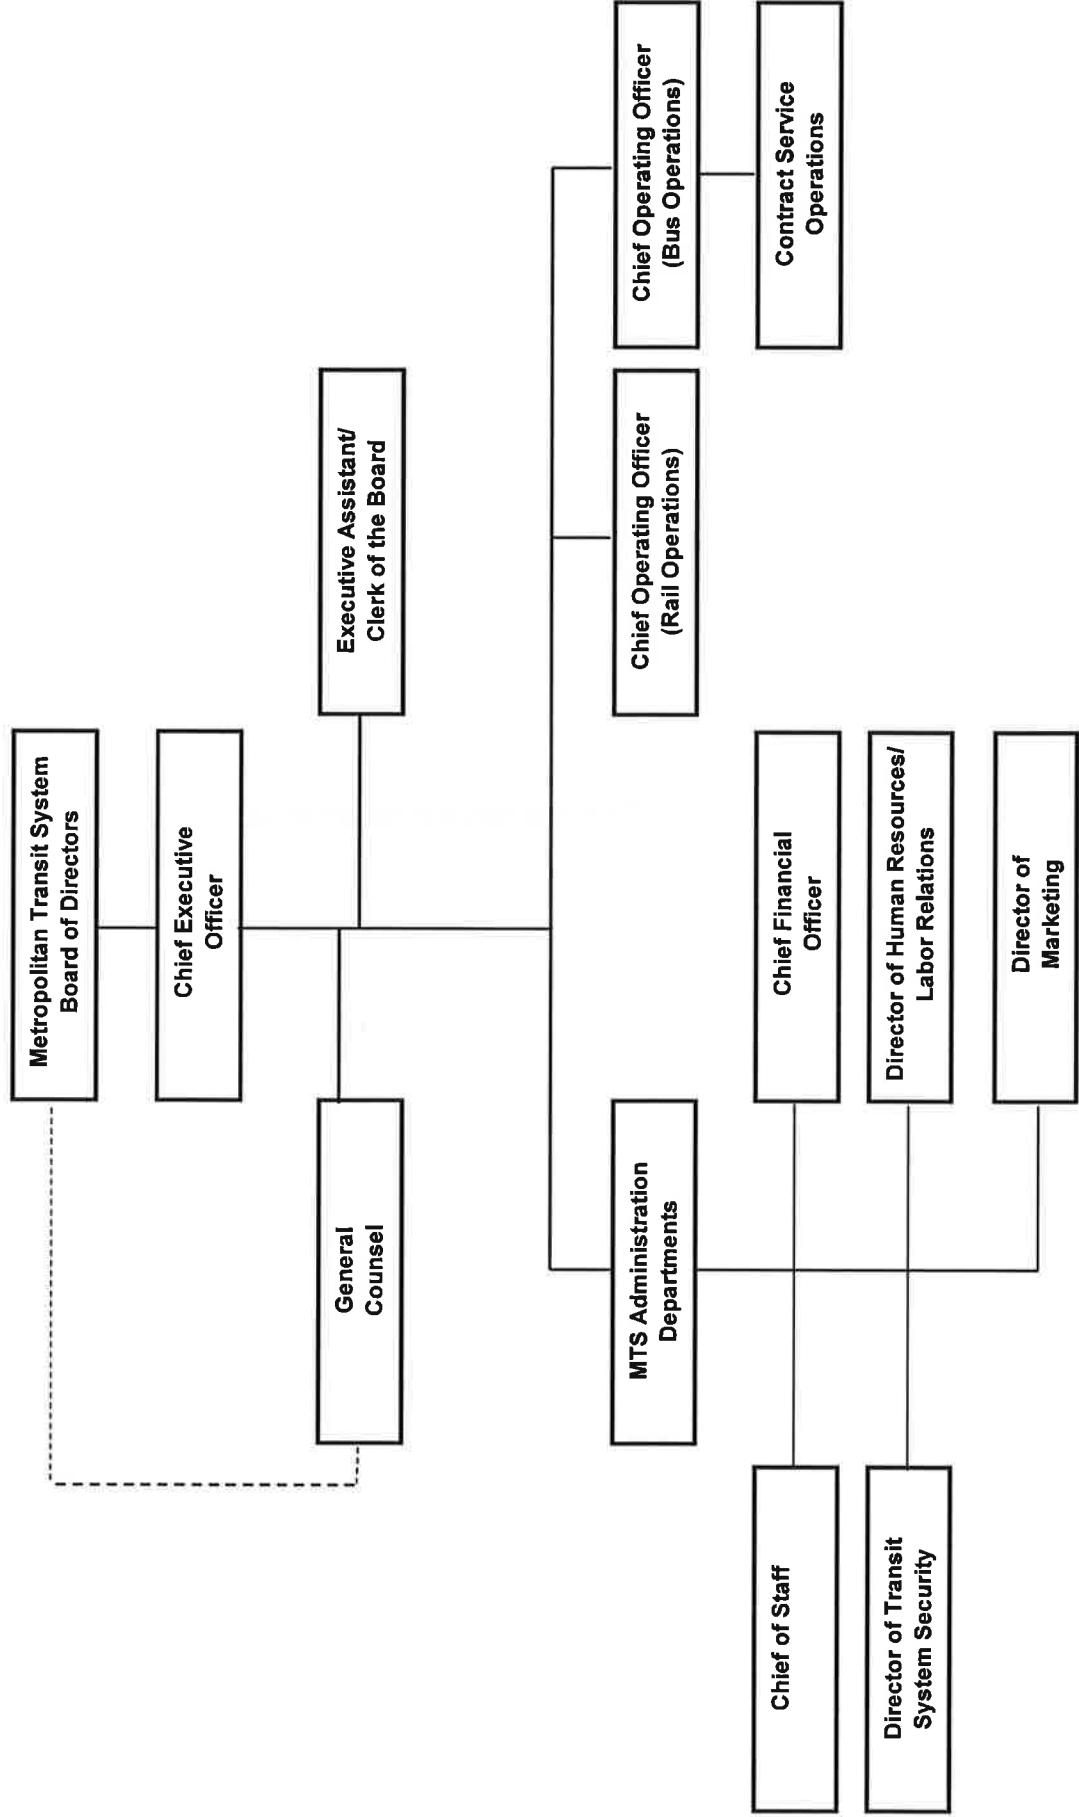 Metropolitan Transit System
Board of Directors
Chief Executive
Officer
General
Counsel
Executive Assistant/
Clerk of the Board
MTS Administration
Departments
Chief Operating Officer
(Rail Operations)
Chief Operating Officer
(Bus Operations)
Chief of Staff
Chief Financial
Officer
Contract Service
Operations
Director of Transit
System Security
Director of Human Resources/
Labor Relations
Director of
Marketing